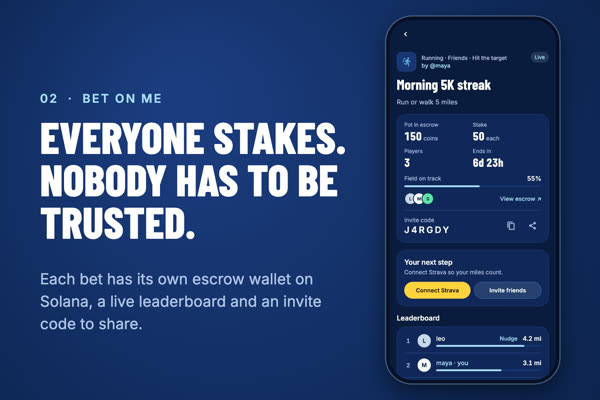 02 · BET ON ME
EVERYONE STAKES.
NOBODY HAS TO BE
TRUSTED.
Each bet has its own escrow wallet on
Solana, a live leaderboard and an invite
code to share.
Running · Friends · Hit the target
by @maya
Live
Morning 5K streak
Run or walk 5 miles
Pot in escrow
Stake
150 coins
50 each
Players
Ends in
3
6d 23h
Field on track
55%
L M S
View escrow ↗
Invite code
J4RGDY
Your next step
Connect Strava so your miles count.
Connect Strava
Invite friends
Leaderboard
1 L leo Nudge 4.2 mi
2 M maya · you 3.1 mi